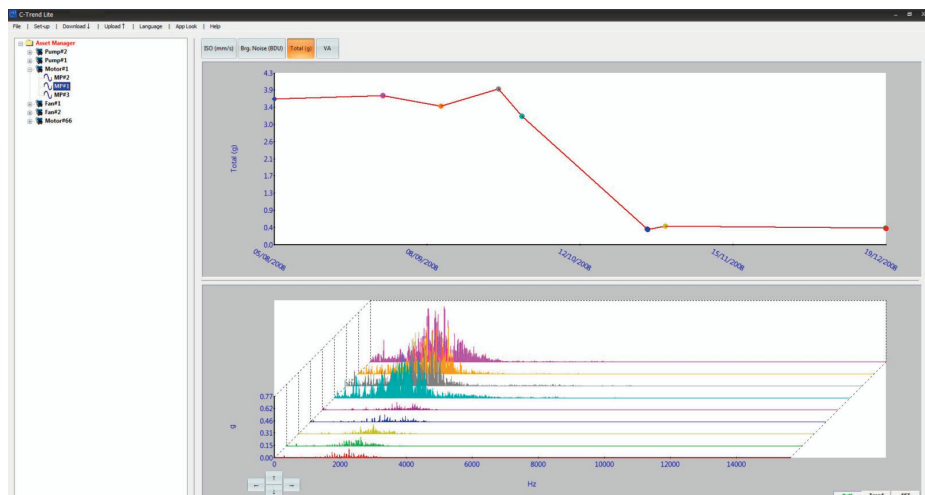 C-Trend Lite
File | Set-up | Download↓ | Upload↑ | Language | App Look | Help
Asset Manager
Pump#2
Pump#1
Motor#1
MP#2
MP#1
MP#3
Fan#1
Fan#2
Motor#66
ISO (mm/s) Brg. Noise (BDU) Total (g) VA
4.3
3.9
3.4
3.0
2.6
2.1
1.7
1.3
0.9
0.4
0.0
Total (g)
05/08/2008 08/09/2008 12/10/2008 15/11/2008 19/12/2008
0.77
0.62
0.46
0.31
0.15
0.00
g
0 2000 4000 6000 8000 10000 12000 14000
Hz